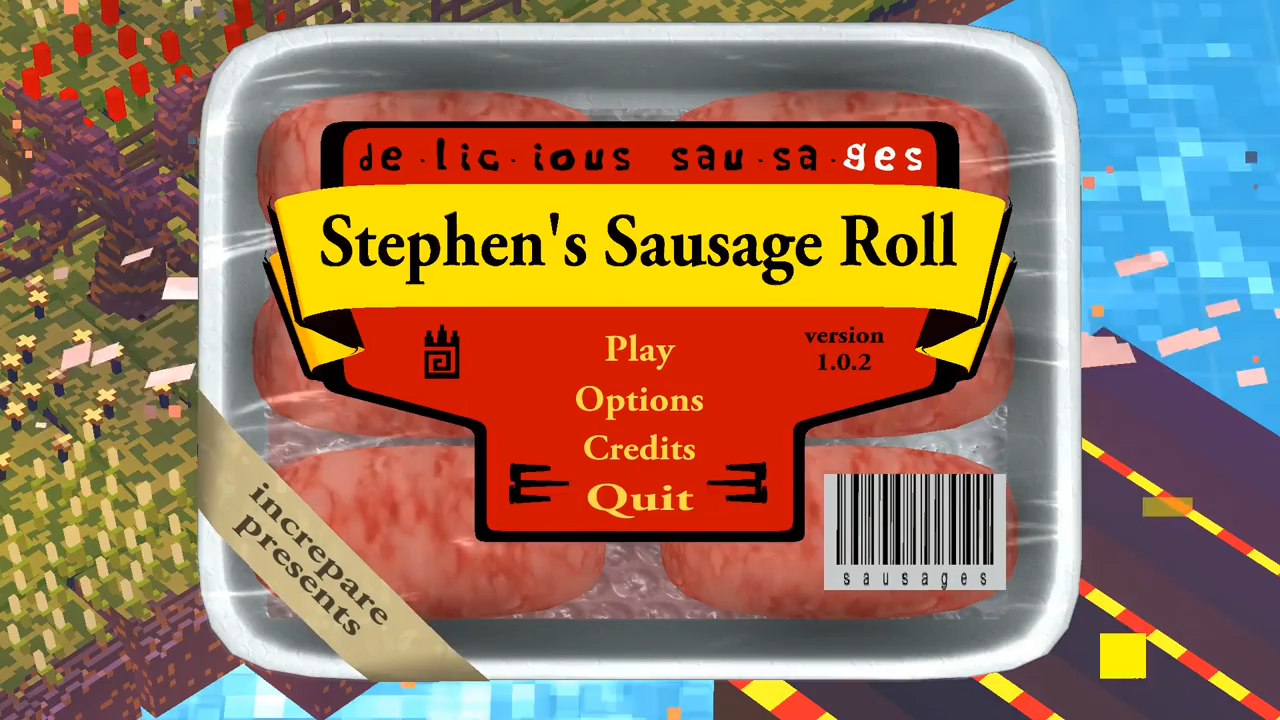 de·lic·ious sau·sa·ges
Stephen's Sausage Roll
version
1.0.2
Play
Options
Credits
Quit
increpare
presents
sausages